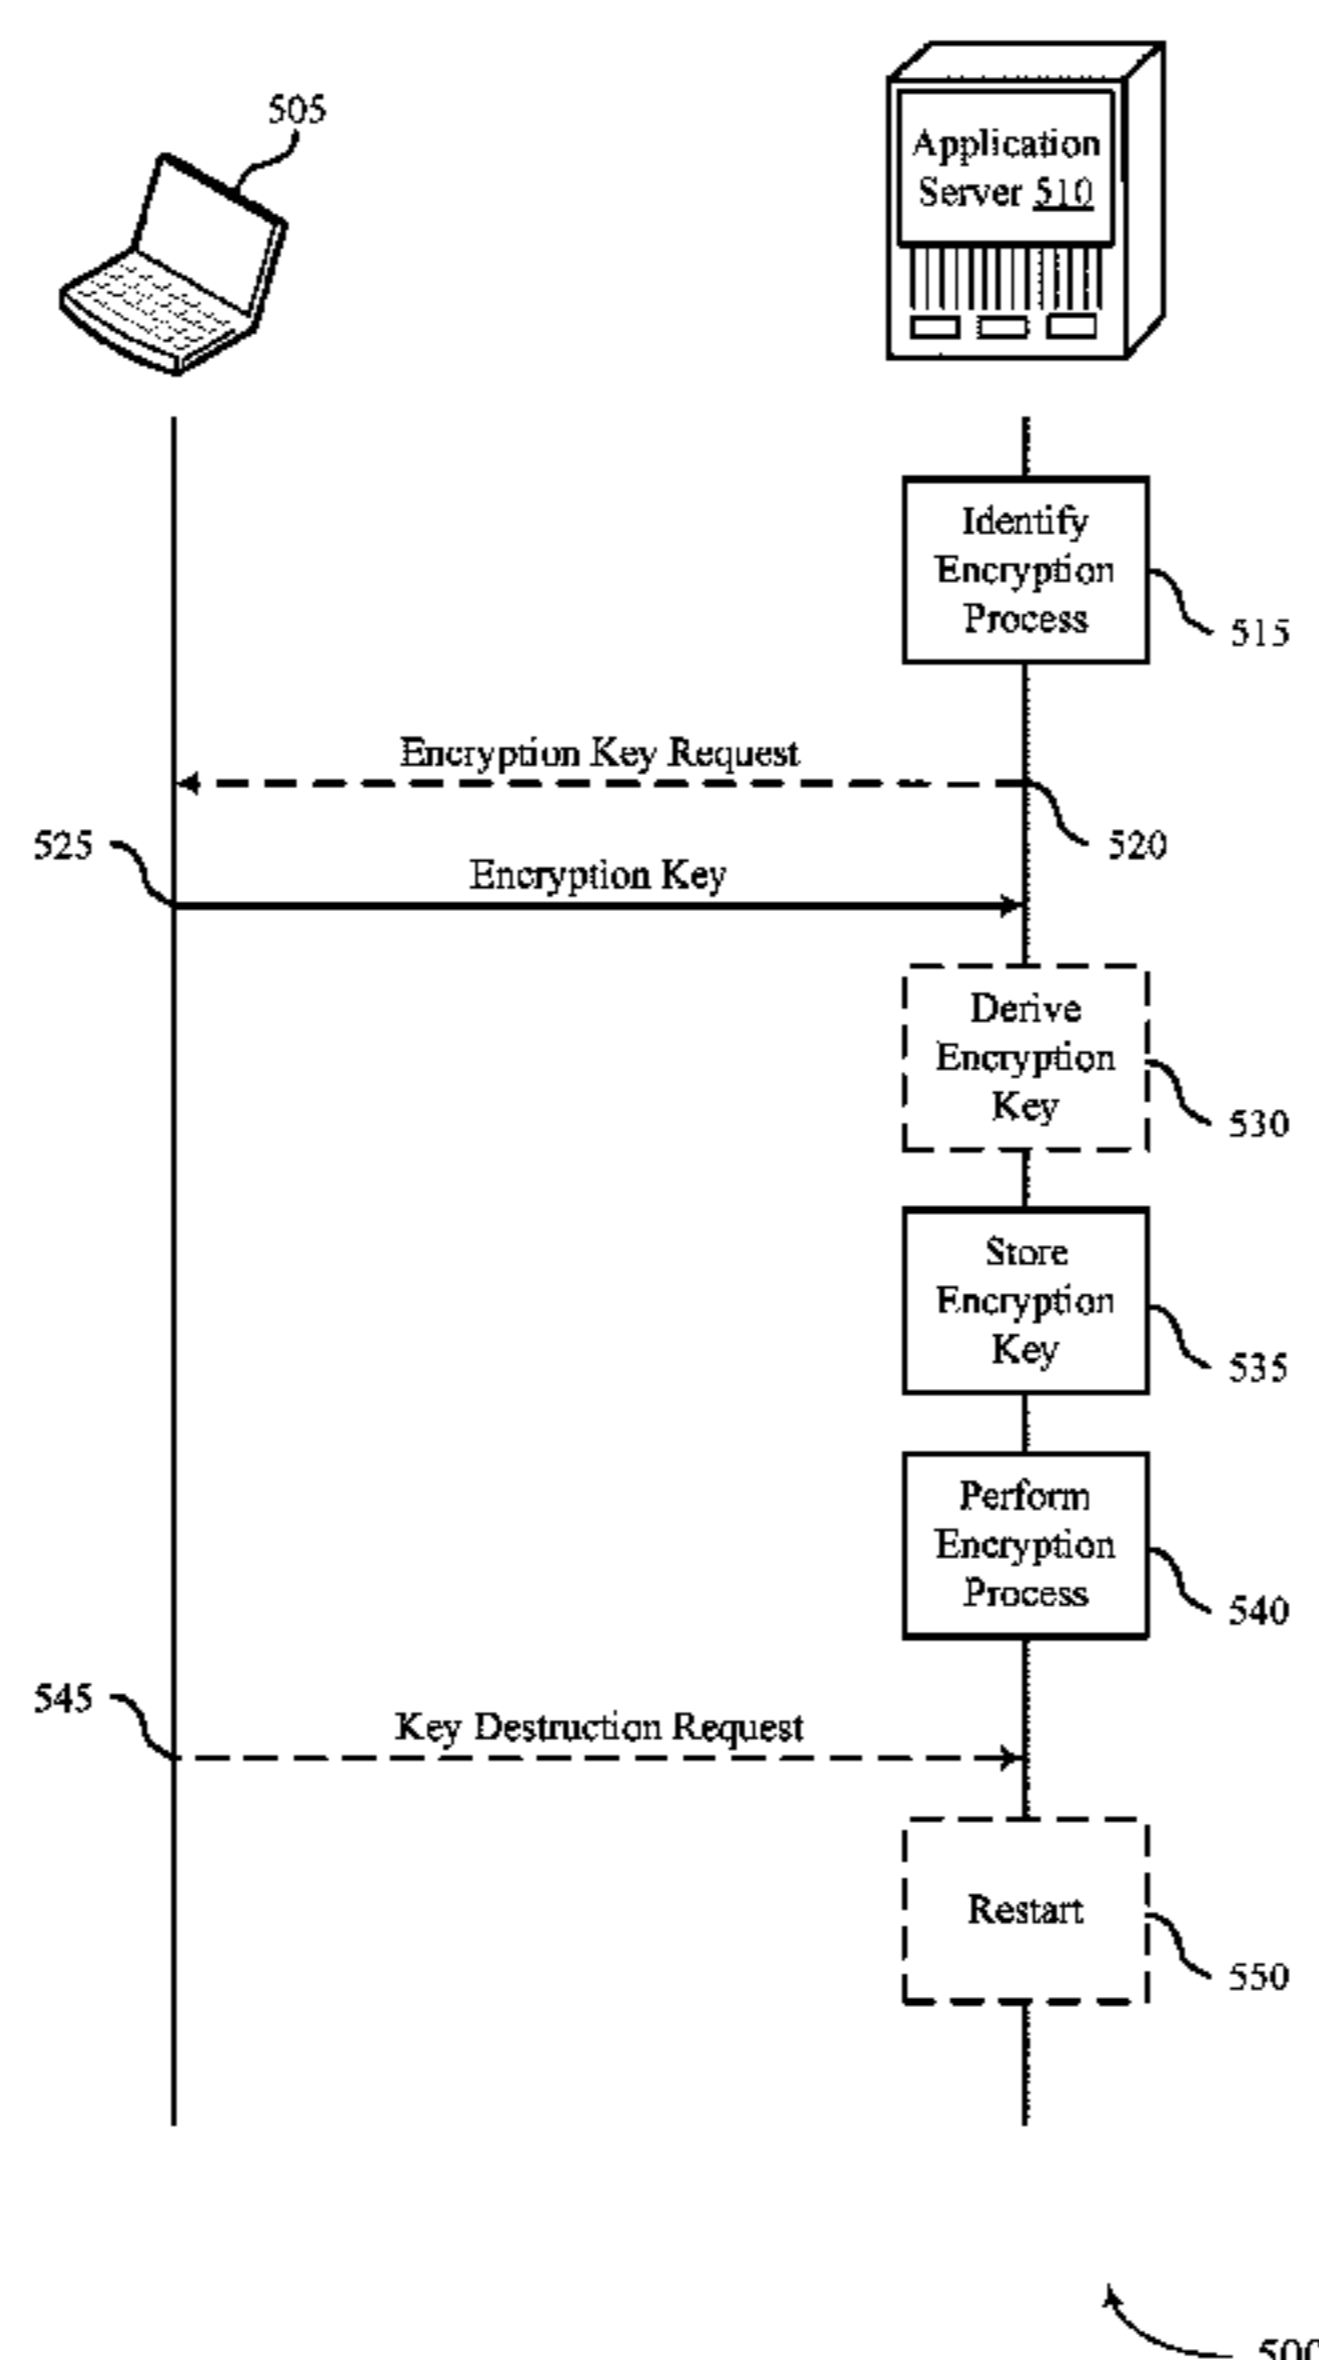 505
Application
Server 510
Identify
Encryption
Process
515
Encryption Key Request
520
525
Encryption Key
Derive
Encryption
Key
530
Store
Encryption
Key
535
Perform
Encryption
Process
540
545
Key Destruction Request
Restart
550
500